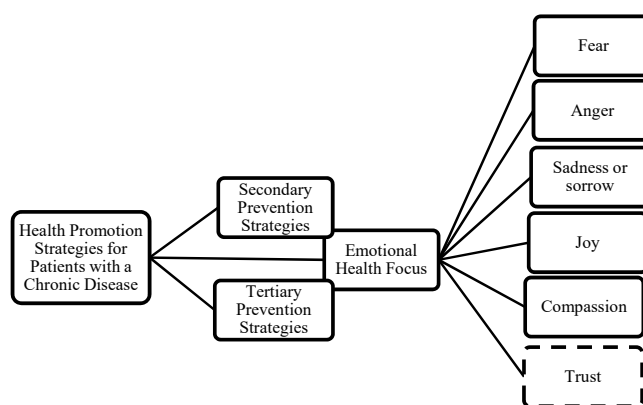 Health Promotion
Strategies for
Patients with a
Chronic Disease
Secondary
Prevention
Strategies
Emotional
Health Focus
Tertiary
Prevention
Strategies
Fear
Anger
Sadness or
sorrow
Joy
Compassion
Trust